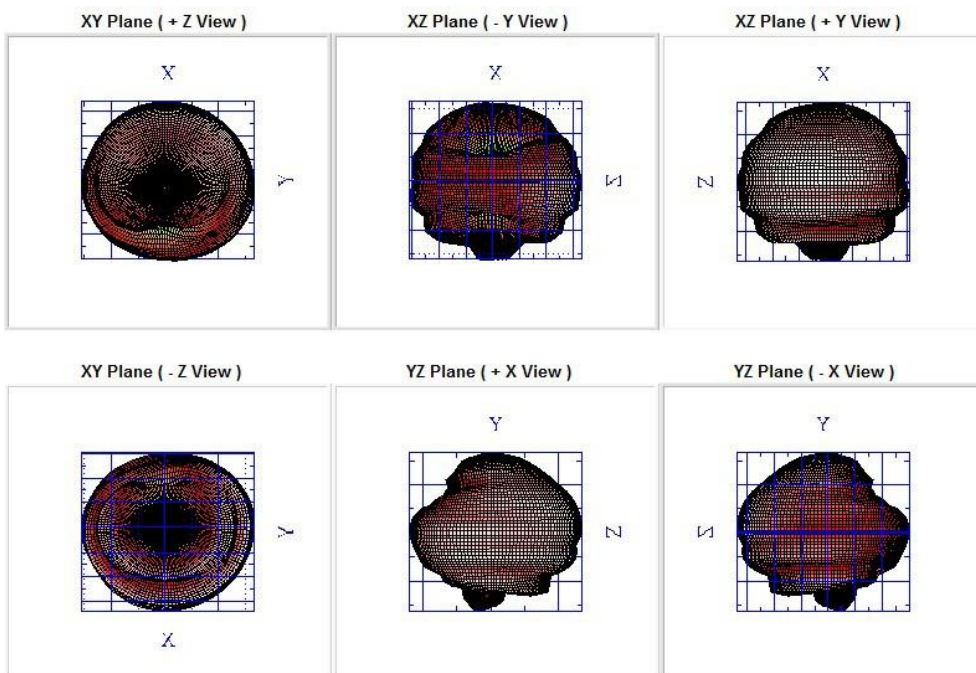 XY Plane ( + Z View )
XZ Plane ( - Y View )
XZ Plane ( + Y View )
X
Y
X
Z
X
Z
XY Plane ( - Z View )
YZ Plane ( + X View )
YZ Plane ( - X View )
Y
X
Y
Z
Y
Z